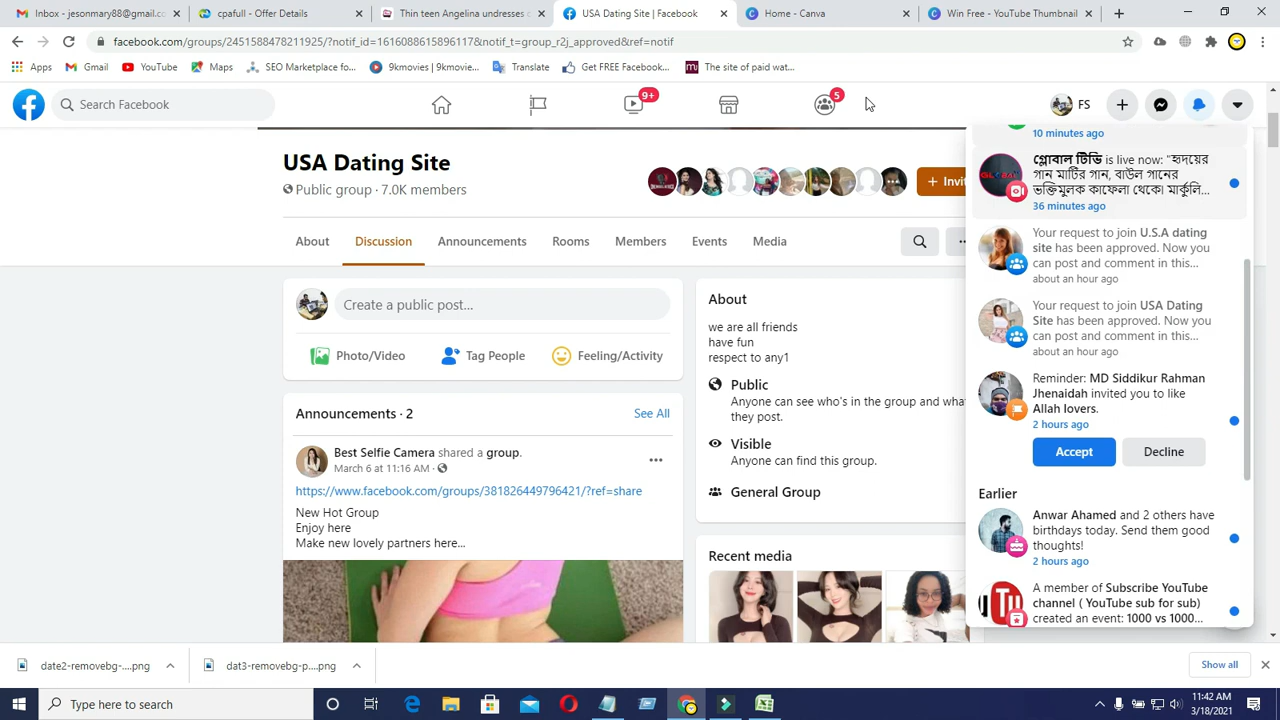 Inbox - jesonmary88@gmail.co
cpafull - Offer Details
Thin teen Angelina undresses c
USA Dating Site | Facebook
Home - Canva
Win Free - YouTube Thumbnail
facebook.com/groups/2451588478211925/?notif_id=1616088615896117&notif_t=group_r2j_approved&ref=notif
Apps
Gmail
YouTube
Maps
SEO Marketplace fo...
9kmovies | 9kmovie...
Translate
Get FREE Facebook...
The site of paid wat...
Search Facebook
9+
5
FS
USA Dating Site
Public group · 7.0K members
+ Invit
About
Discussion
Announcements
Rooms
Members
Events
Media
Create a public post...
Photo/Video
Tag People
Feeling/Activity
Announcements · 2
See All
Best Selfie Camera shared a group.
March 6 at 11:16 AM ·
https://www.facebook.com/groups/381826449796421/?ref=share
New Hot Group
Enjoy here
Make new lovely partners here...
About
we are all friends
have fun
respect to any1
Public
Anyone can see who's in the group and what
they post.
Visible
Anyone can find this group.
General Group
Recent media
10 minutes ago
গ্লোবাল টিভি is live now: "হৃদয়ের
গান মাটির গান, বাউল গানের
ভক্তিমুলক কাফেলা থেকে৷ মার্কুলি...
36 minutes ago
Your request to join U.S.A dating
site has been approved. Now you
can post and comment in this...
about an hour ago
Your request to join USA Dating
Site has been approved. Now you
can post and comment in this...
about an hour ago
Reminder: MD Siddikur Rahman
Jhenaidah invited you to like
Allah lovers.
2 hours ago
Accept
Decline
Earlier
Anwar Ahamed and 2 others have
birthdays today. Send them good
thoughts!
2 hours ago
A member of Subscribe YouTube
channel ( YouTube sub for sub)
created an event: 1000 vs 1000...
date2-removebg-....png
dat3-removebg-p....png
Show all
Type here to search
11:42 AM
3/18/2021